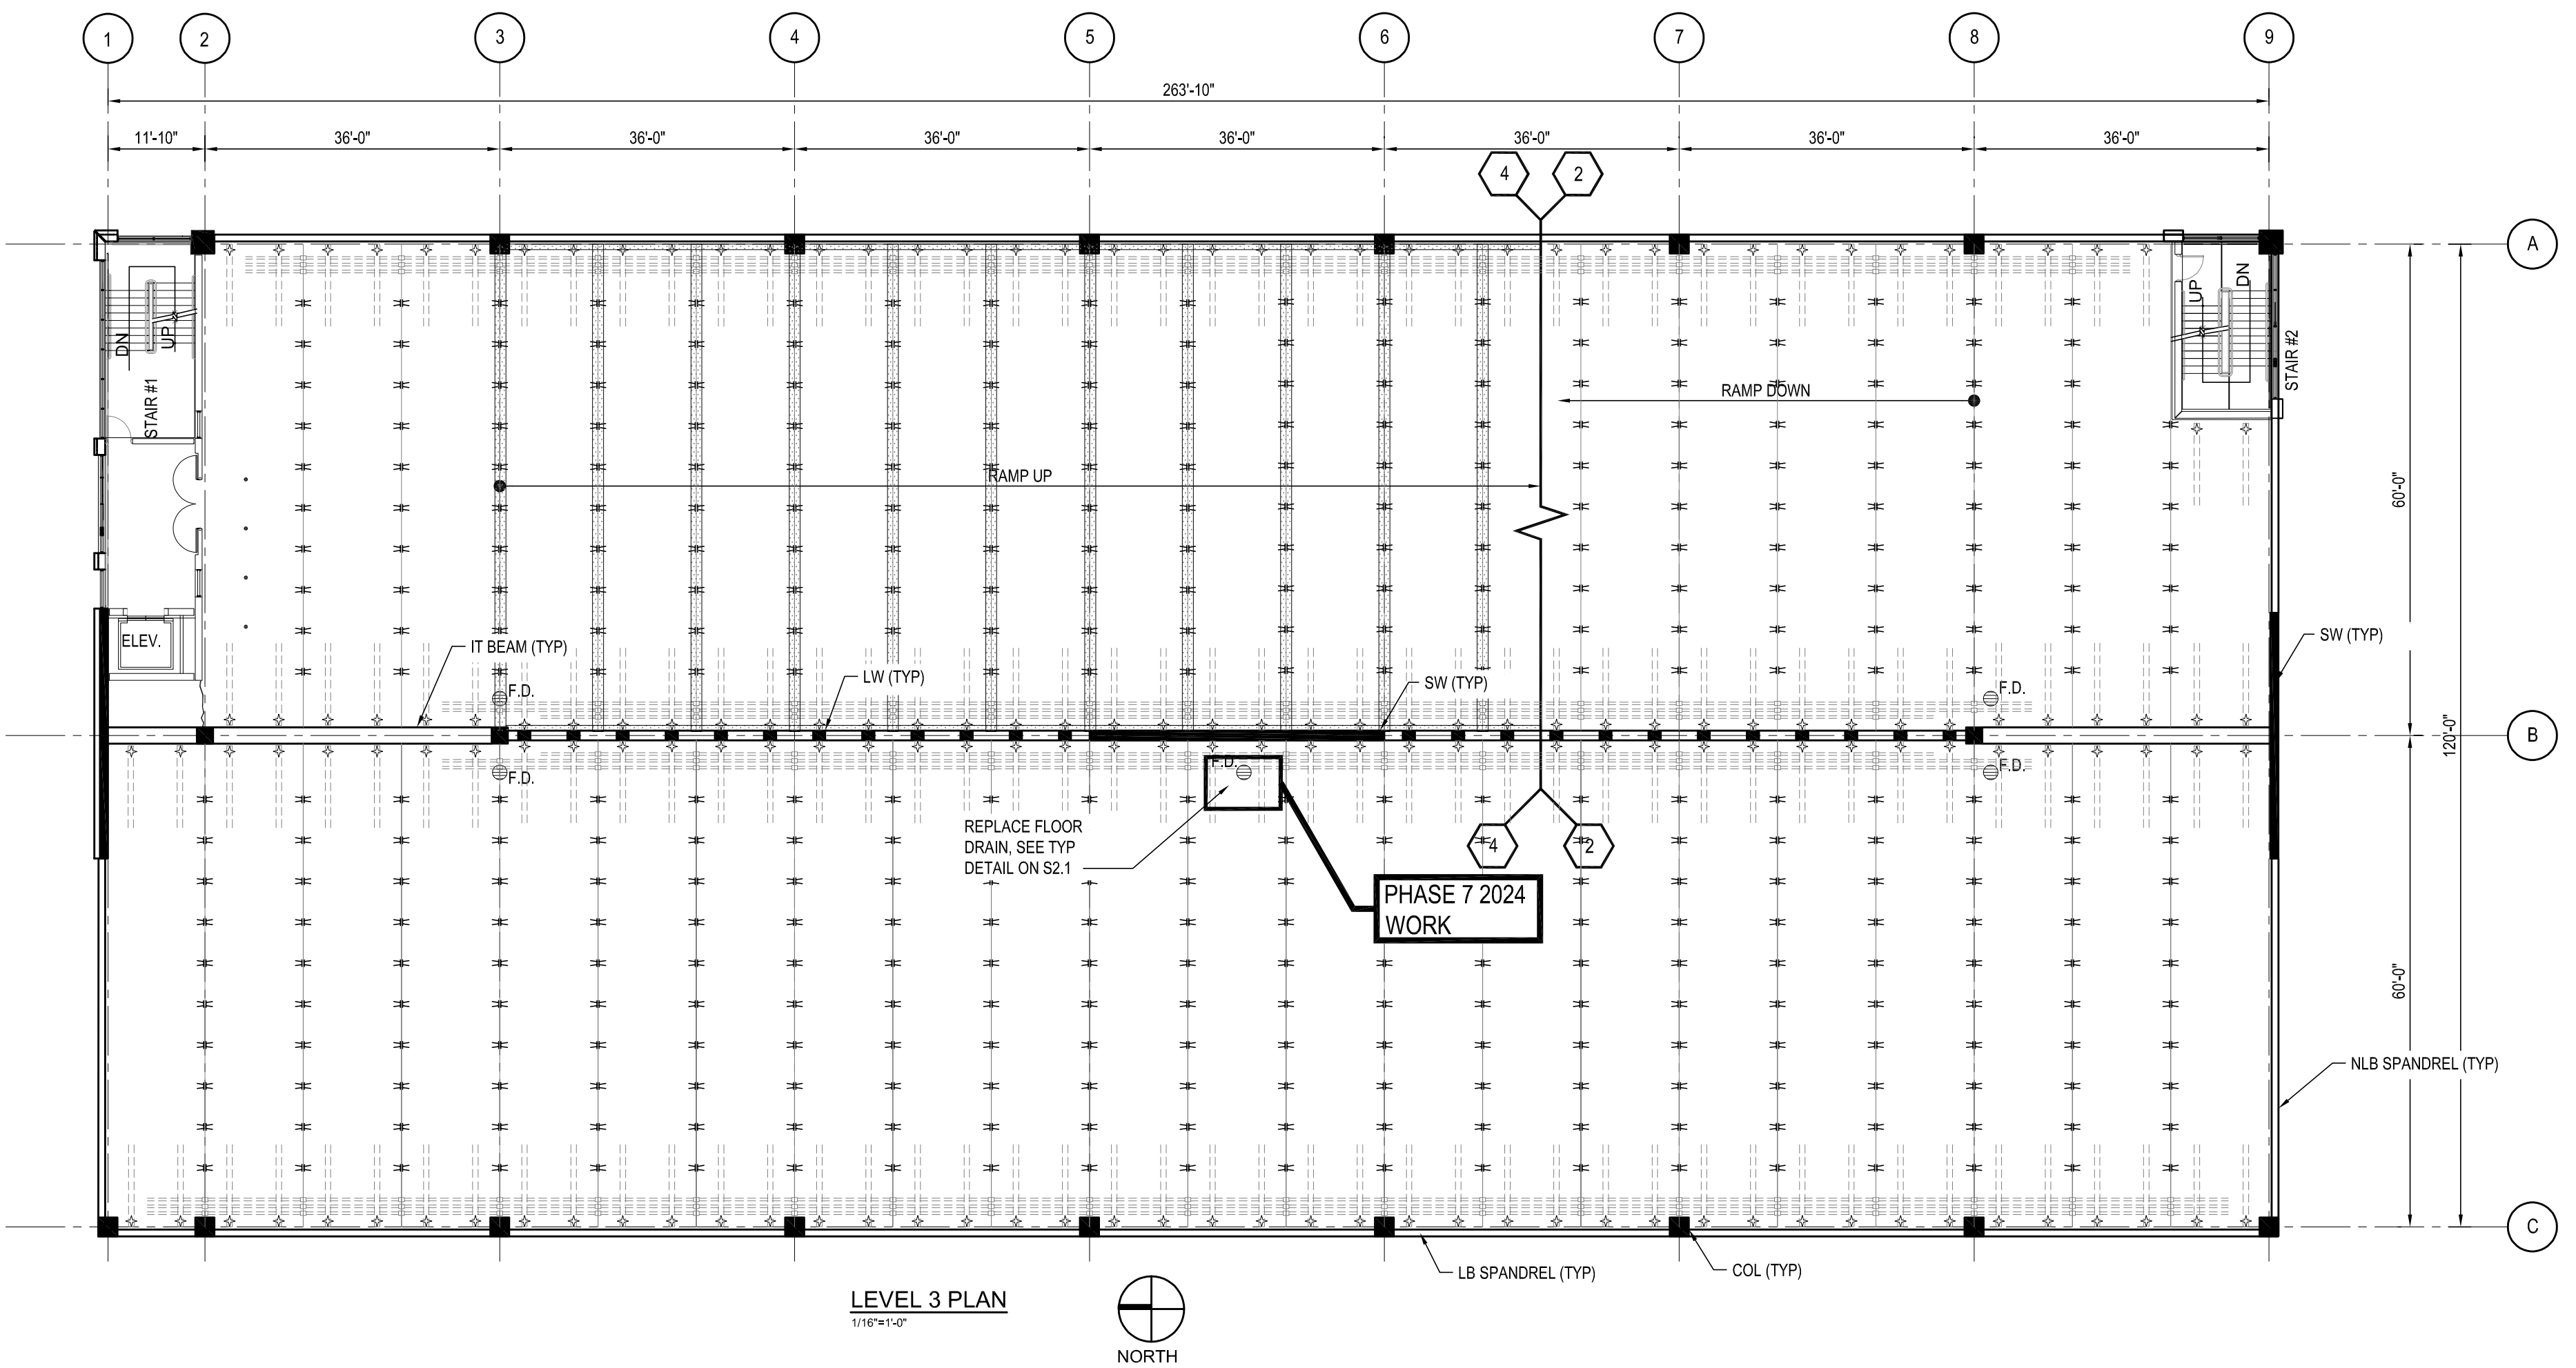 1 2 3 4 5 6 7 8 9
263'-10"
11'-10" 36'-0" 36'-0" 36'-0" 36'-0" 36'-0" 36'-0" 36'-0"
4 2
A
DN
UP
STAIR #1
UP
DN
STAIR #2
RAMP DOWN
RAMP UP
60'-0"
ELEV.
IT BEAM (TYP)
LW (TYP)
SW (TYP)
SW (TYP)
F.D.
F.D.
B
120'-0"
F.D.
F.D.
F.D.
REPLACE FLOOR
DRAIN, SEE TYP
DETAIL ON S2.1
4 2
PHASE 7 2024
WORK
60'-0"
NLB SPANDREL (TYP)
C
LB SPANDREL (TYP)
COL (TYP)
LEVEL 3 PLAN
1/16"=1'-0"
NORTH